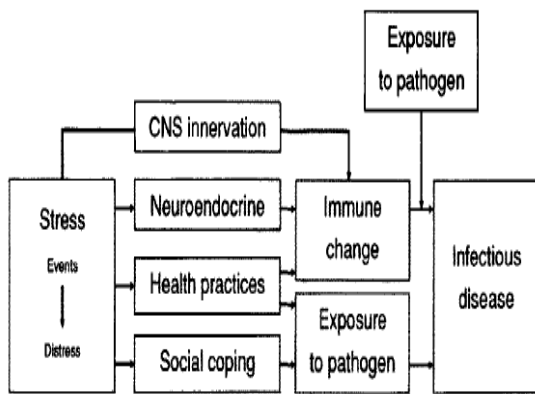 Exposure
to pathogen
CNS innervation
Stress
Events
Distress
Neuroendocrine
Health practices
Social coping
Immune
change
Exposure
to pathogen
Infectious
disease